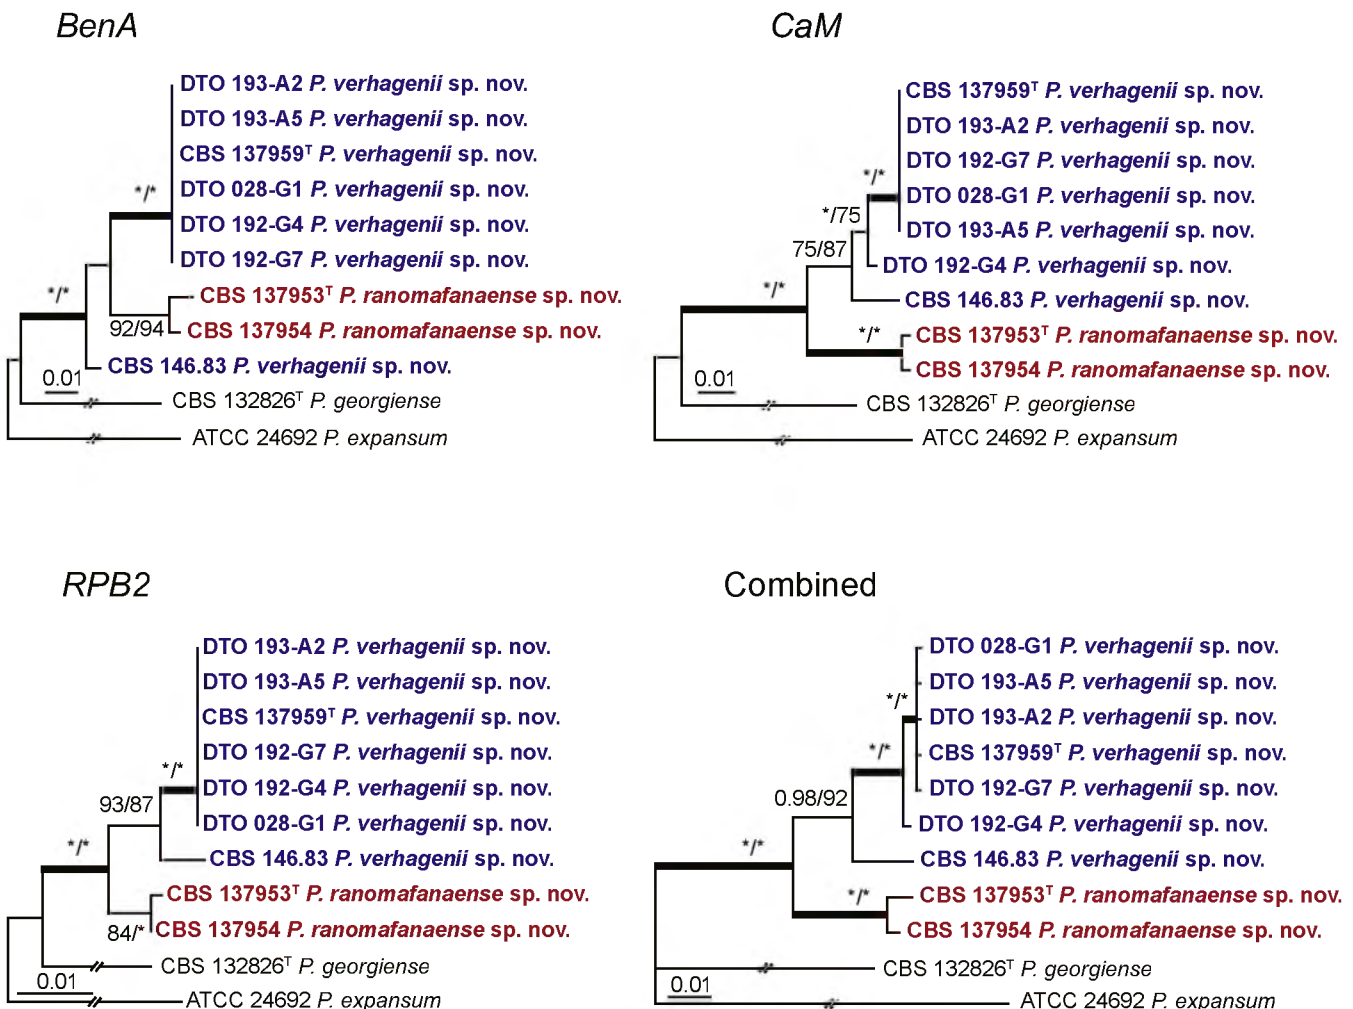 BenA
DTO 193-A2 P. verhagenii sp. nov.
DTO 193-A5 P. verhagenii sp. nov.
CBS 137959ᵀ P. verhagenii sp. nov.
*/*
DTO 028-G1 P. verhagenii sp. nov.
DTO 192-G4 P. verhagenii sp. nov.
DTO 192-G7 P. verhagenii sp. nov.
*/*
CBS 137953ᵀ P. ranomafanaense sp. nov.
92/94
CBS 137954 P. ranomafanaense sp. nov.
CBS 146.83 P. verhagenii sp. nov.
0.01
CBS 132826ᵀ P. georgiense
ATCC 24692 P. expansum
CaM
CBS 137959ᵀ P. verhagenii sp. nov.
DTO 193-A2 P. verhagenii sp. nov.
DTO 192-G7 P. verhagenii sp. nov.
*/*
DTO 028-G1 P. verhagenii sp. nov.
*/75
DTO 193-A5 P. verhagenii sp. nov.
75/87
DTO 192-G4 P. verhagenii sp. nov.
*/*
CBS 146.83 P. verhagenii sp. nov.
*/*
CBS 137953ᵀ P. ranomafanaense sp. nov.
CBS 137954 P. ranomafanaense sp. nov.
0.01
CBS 132826ᵀ P. georgiense
ATCC 24692 P. expansum
RPB2
DTO 193-A2 P. verhagenii sp. nov.
DTO 193-A5 P. verhagenii sp. nov.
CBS 137959ᵀ P. verhagenii sp. nov.
DTO 192-G7 P. verhagenii sp. nov.
*/*
DTO 192-G4 P. verhagenii sp. nov.
93/87
DTO 028-G1 P. verhagenii sp. nov.
*/*
CBS 146.83 P. verhagenii sp. nov.
CBS 137953ᵀ P. ranomafanaense sp. nov.
84/*
CBS 137954 P. ranomafanaense sp. nov.
CBS 132826ᵀ P. georgiense
0.01
ATCC 24692 P. expansum
Combined
DTO 028-G1 P. verhagenii sp. nov.
DTO 193-A5 P. verhagenii sp. nov.
*/*
DTO 193-A2 P. verhagenii sp. nov.
*/*
CBS 137959ᵀ P. verhagenii sp. nov.
DTO 192-G7 P. verhagenii sp. nov.
0.98/92
DTO 192-G4 P. verhagenii sp. nov.
*/*
CBS 146.83 P. verhagenii sp. nov.
*/*
CBS 137953ᵀ P. ranomafanaense sp. nov.
CBS 137954 P. ranomafanaense sp. nov.
CBS 132826ᵀ P. georgiense
0.01
ATCC 24692 P. expansum